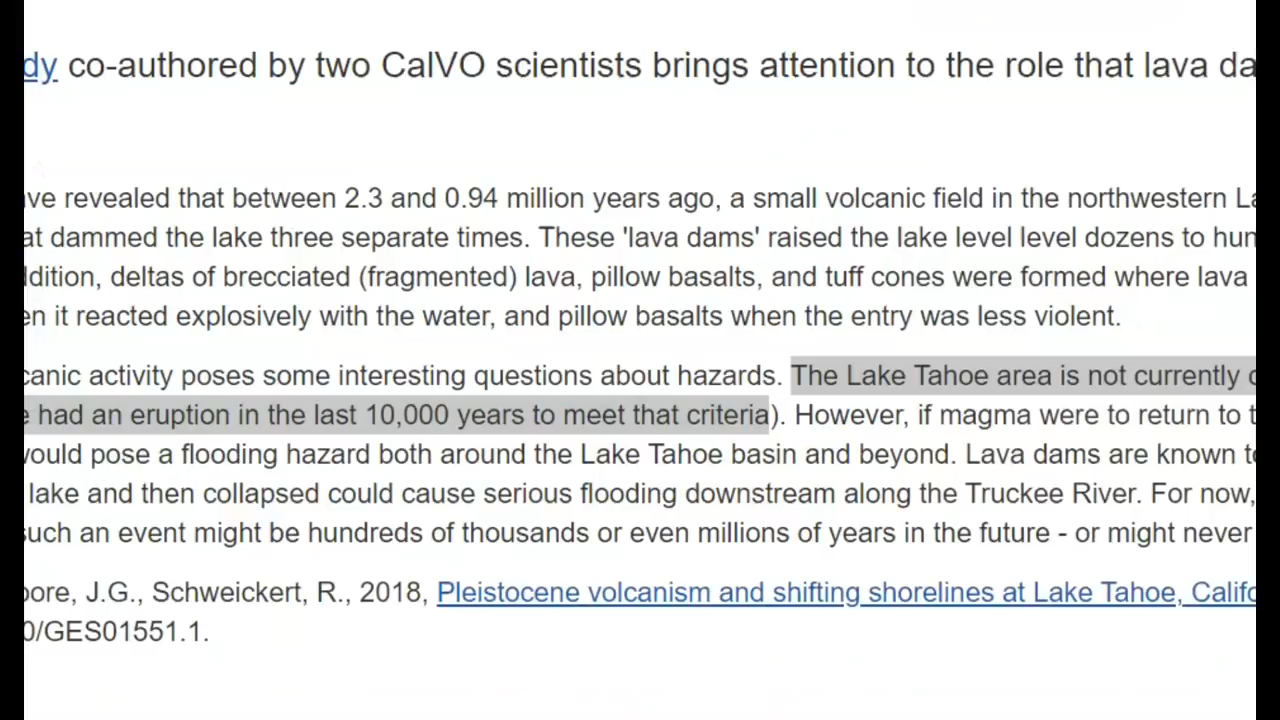 dy co-authored by two CalVO scientists brings attention to the role that lava da
ve revealed that between 2.3 and 0.94 million years ago, a small volcanic field in the northwestern La
at dammed the lake three separate times. These 'lava dams' raised the lake level level dozens to hun
ddition, deltas of brecciated (fragmented) lava, pillow basalts, and tuff cones were formed where lava
en it reacted explosively with the water, and pillow basalts when the entry was less violent.
canic activity poses some interesting questions about hazards. The Lake Tahoe area is not currently c
e had an eruption in the last 10,000 years to meet that criteria). However, if magma were to return to t
would pose a flooding hazard both around the Lake Tahoe basin and beyond. Lava dams are known to
lake and then collapsed could cause serious flooding downstream along the Truckee River. For now,
such an event might be hundreds of thousands or even millions of years in the future - or might never
oore, J.G., Schweickert, R., 2018, Pleistocene volcanism and shifting shorelines at Lake Tahoe, Califo
0/GES01551.1.